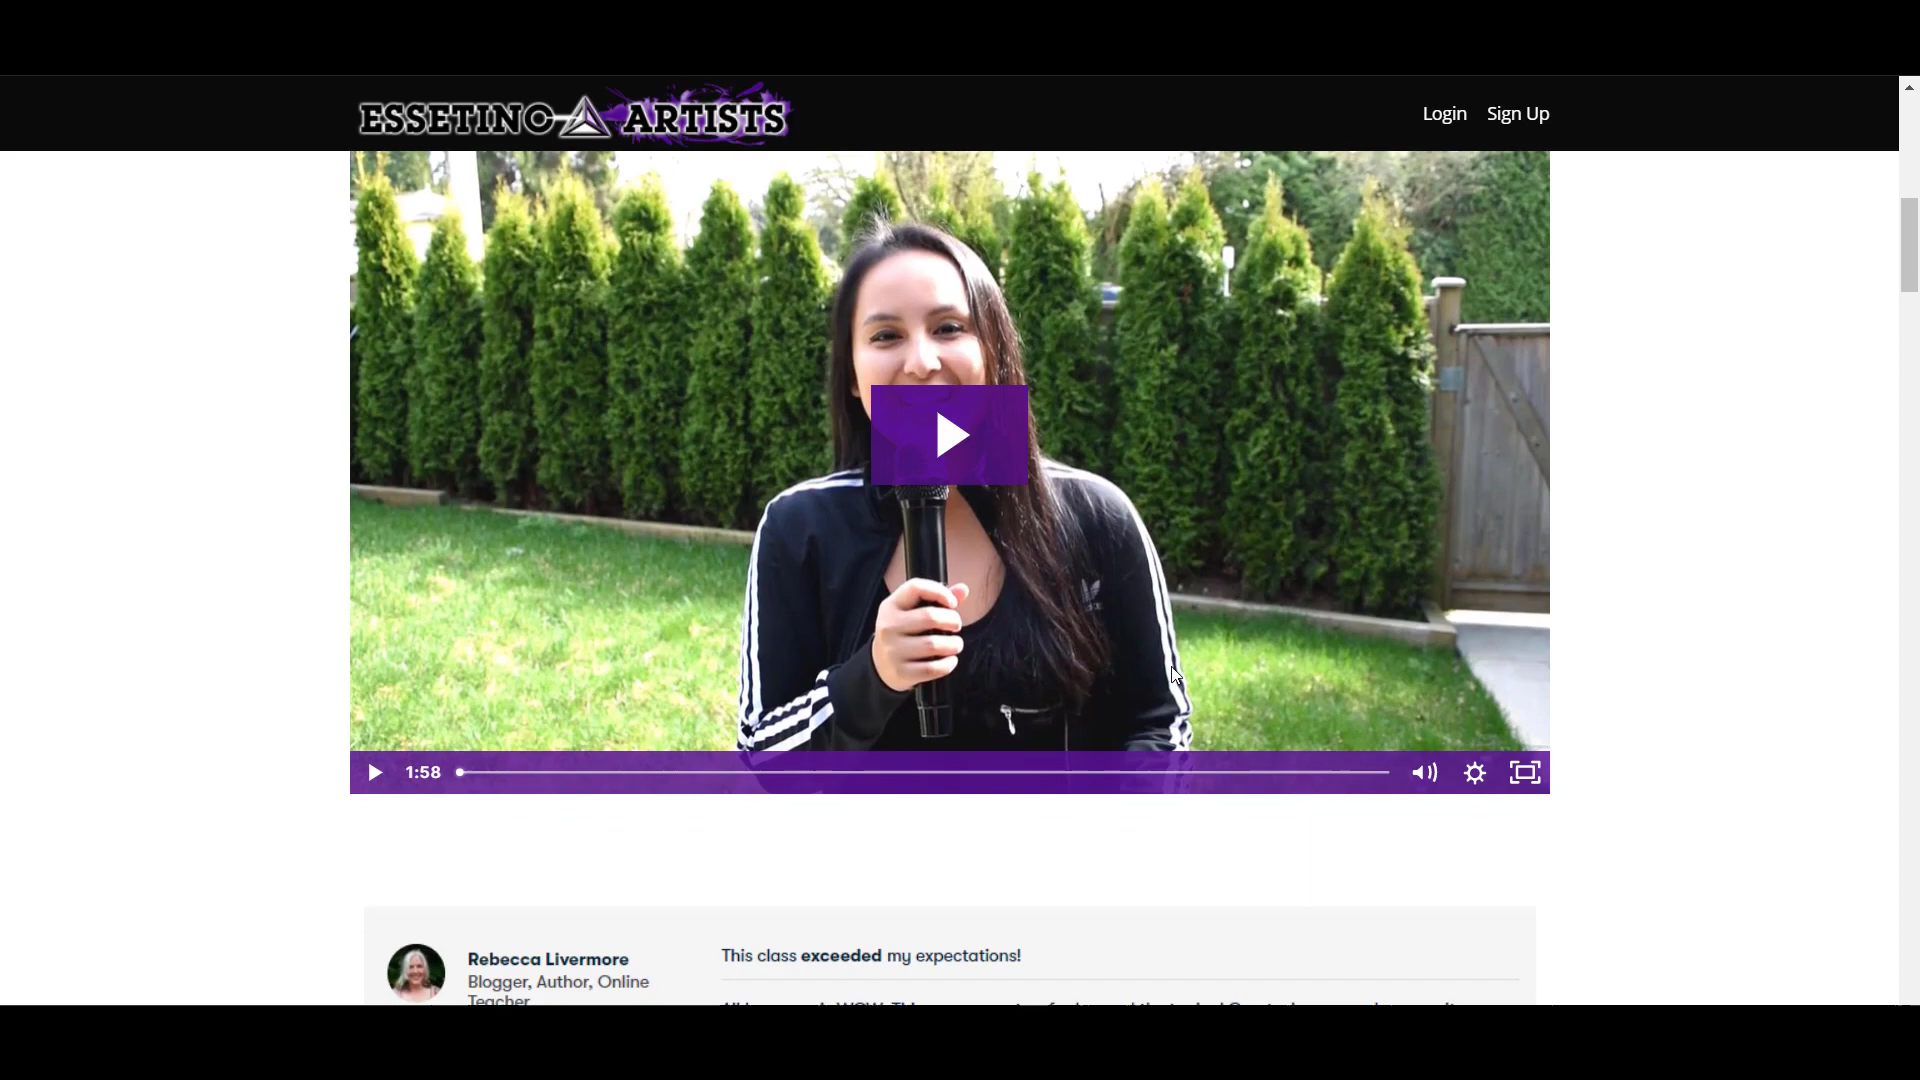 ESSETINO ARTISTS
Login Sign Up
1:58
Rebecca Livermore
Blogger, Author, Online
Teacher
This class exceeded my expectations!